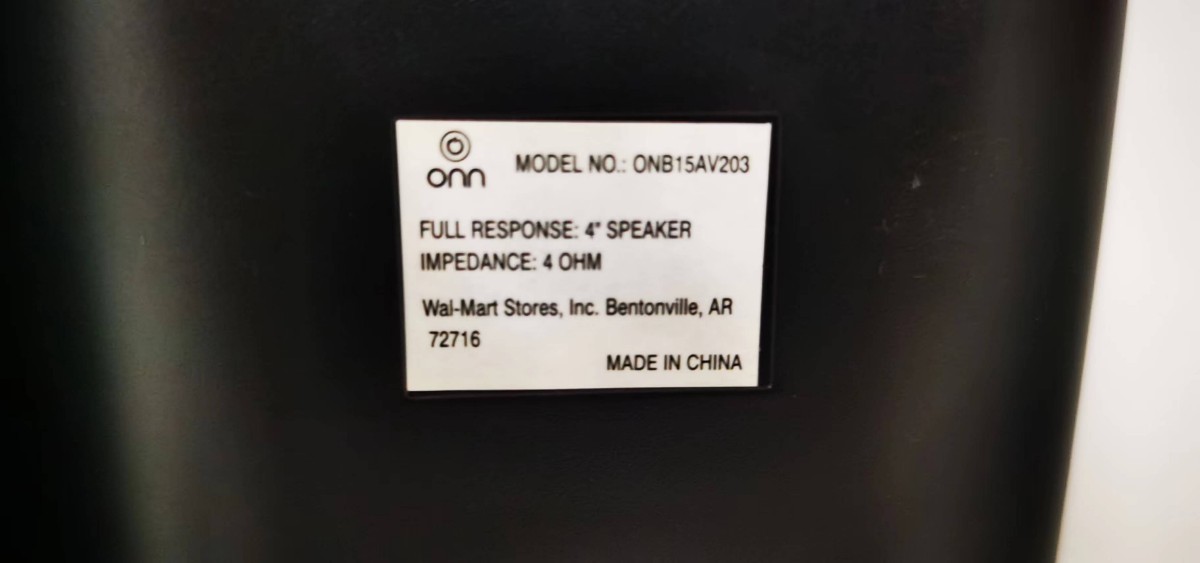 onn
MODEL NO.: ONB15AV203
FULL RESPONSE: 4" SPEAKER
IMPEDANCE: 4 OHM
Wal-Mart Stores, Inc. Bentonville, AR
72716
MADE IN CHINA